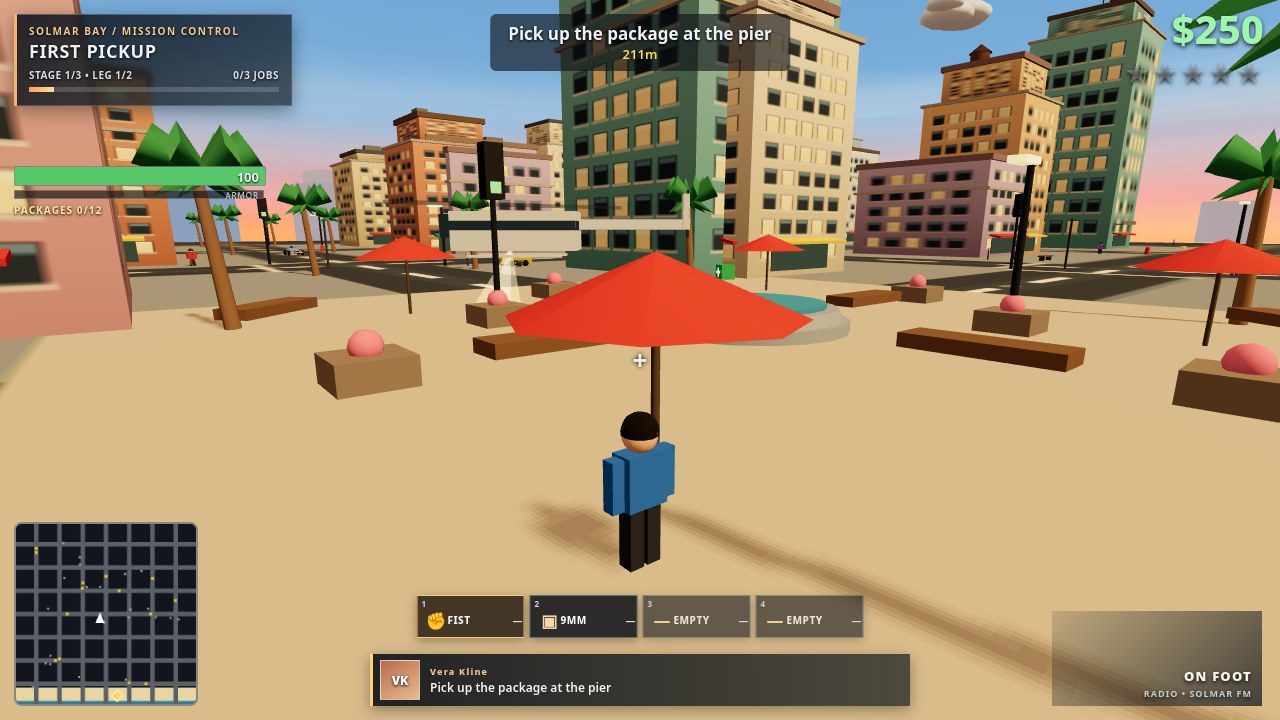 SOLMAR BAY / MISSION CONTROL
FIRST PICKUP
STAGE 1/3 • LEG 1/2 0/3 JOBS
Pick up the package at the pier
211m
$250
100
ARMOR
PACKAGES 0/12
1 FIST —
2 9MM —
3 — EMPTY —
4 — EMPTY —
VK
Vera Kline
Pick up the package at the pier
ON FOOT
RADIO • SOLMAR FM